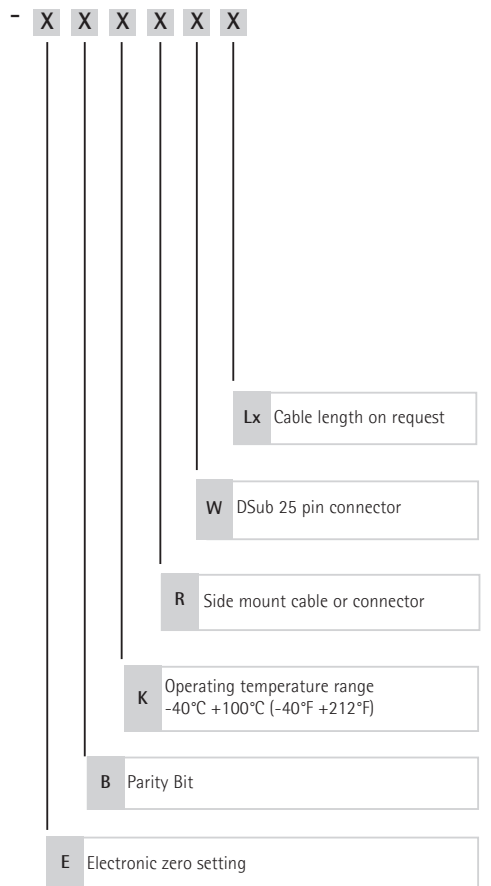 - X X X X X X
Lx Cable length on request
W DSub 25 pin connector
R Side mount cable or connector
K Operating temperature range
-40°C +100°C (-40°F +212°F)
B Parity Bit
E Electronic zero setting